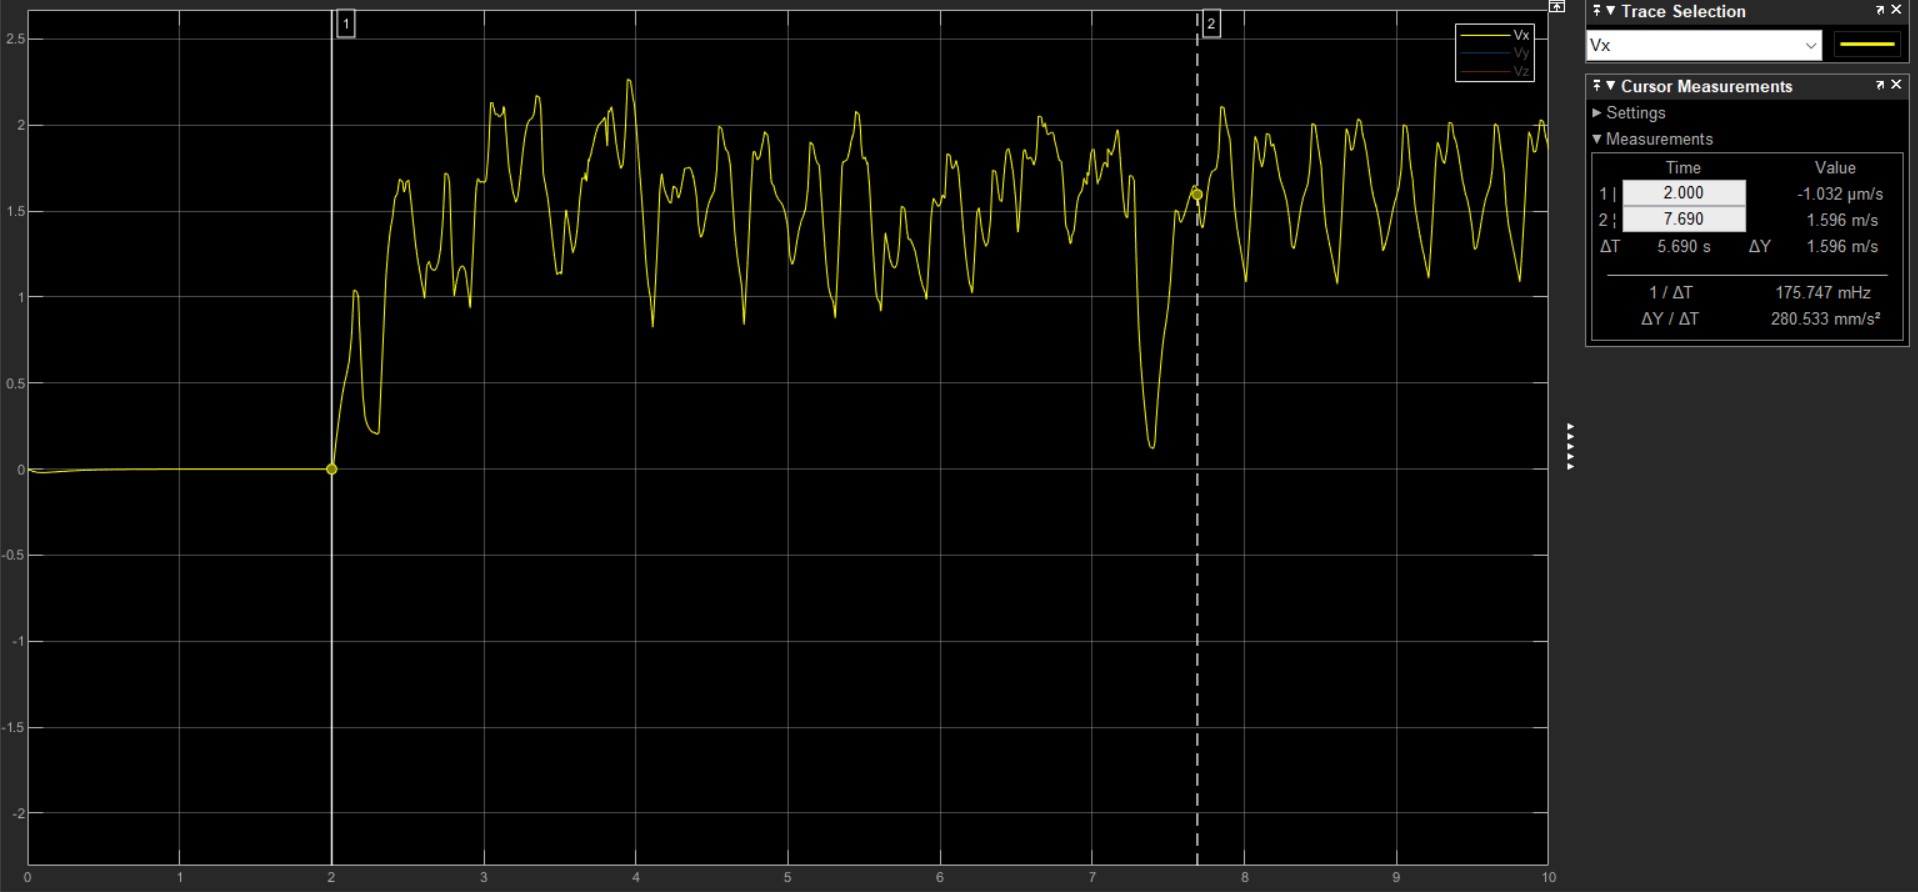 1
2
2.5
2
1.5
1
0.5
0
-0.5
-1
-1.5
-2
0 1 2 3 4 5 6 7 8 9 10
Vx
Vy
Vz
Trace Selection
Vx
Cursor Measurements
Settings
Measurements
Time Value
1 | 2.000 -1.032 µm/s
2 ¦ 7.690 1.596 m/s
ΔT 5.690 s ΔY 1.596 m/s
1 / ΔT 175.747 mHz
ΔY / ΔT 280.533 mm/s²